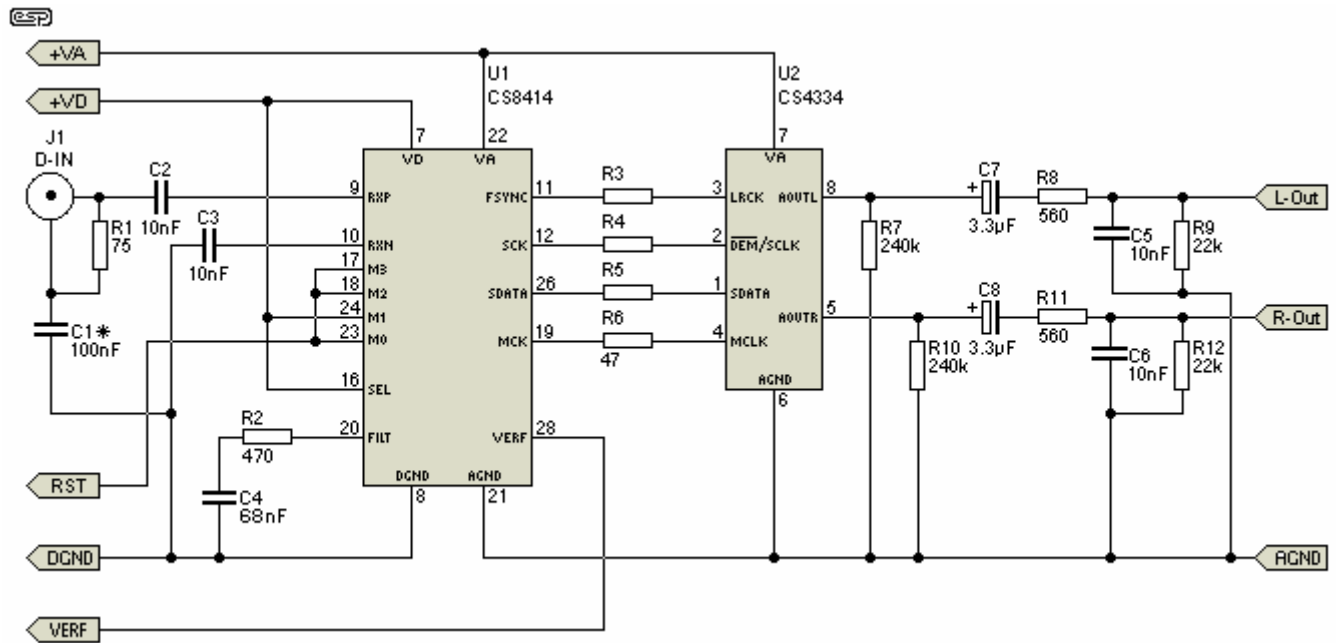 esp
+VA
+VD
J1
D-IN
R1
75
C1*
100nF
C2
10nF
C3
10nF
RST
DGND
VERF
R2
470
C4
68nF
U1
CS8414
7
22
VD
VA
9
RXP
10
RXN
17
M3
18
M2
24
M1
23
M0
16
SEL
20
FILT
FSYNC
11
SCK
12
SDATA
26
MCK
19
VERF
28
DGND
AGND
8
21
R3
R4
R5
R6
47
U2
CS4334
7
VA
3
LRCK
2
DEM/SCLK
1
SDATA
4
MCLK
AOUTL
8
AOUTR
5
AGND
6
R7
240k
R10
240k
C7
+
3.3µF
R8
560
C5
10nF
R9
22k
L-Out
C8
+
3.3µF
R11
560
C6
10nF
R12
22k
R-Out
AGND